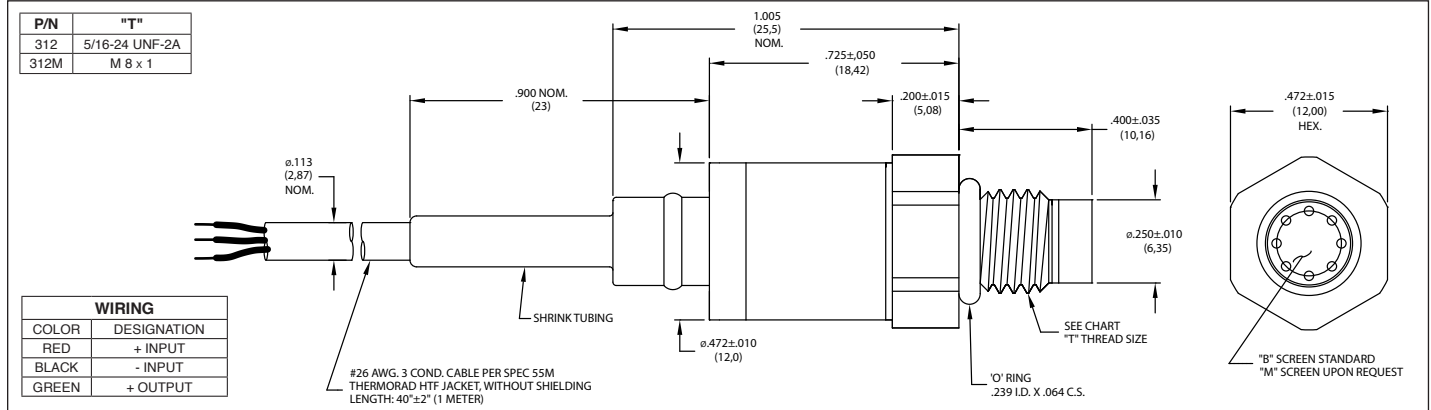 P/N "T"
312 5/16-24 UNF-2A
312M M 8 x 1
1.005
(25,5)
NOM.
.725±,050
(18,42)
.900 NOM.
(23)
.200±.015
(5,08)
.400±.035
(10,16)
.472±.015
(12,00)
HEX.
ø.113
(2,87)
NOM.
ø.250±.010
(6,35)
WIRING
COLOR DESIGNATION
RED + INPUT
BLACK - INPUT
GREEN + OUTPUT
SHRINK TUBING
ø.472±.010
(12,0)
SEE CHART
"T" THREAD SIZE
#26 AWG. 3 COND. CABLE PER SPEC 55M
THERMORAD HTF JACKET, WITHOUT SHIELDING
LENGTH: 40"±2" (1 METER)
'O' RING
.239 I.D. X .064 C.S.
"B" SCREEN STANDARD
"M" SCREEN UPON REQUEST